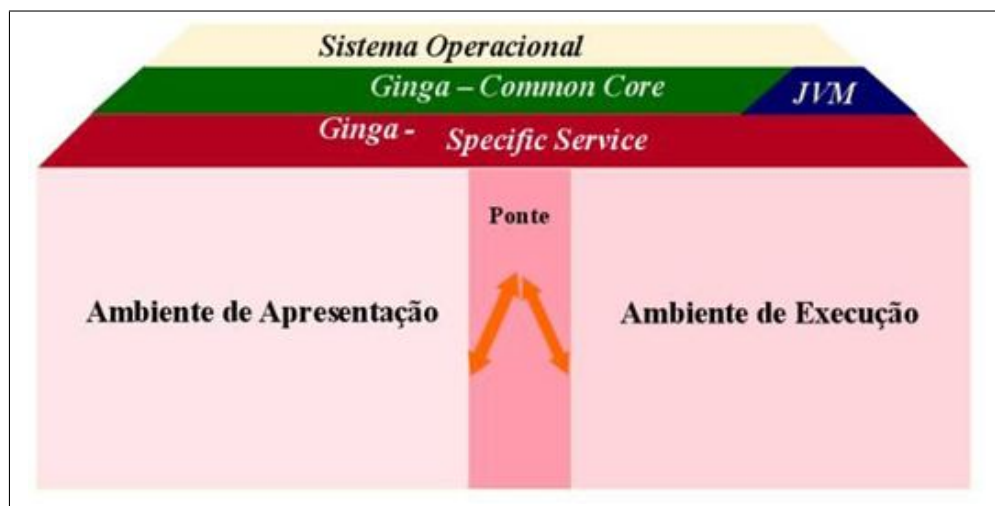 Sistema Operacional
Ginga – Common Core
JVM
Ginga - Specific Service
Ponte
Ambiente de Apresentação
Ambiente de Execução